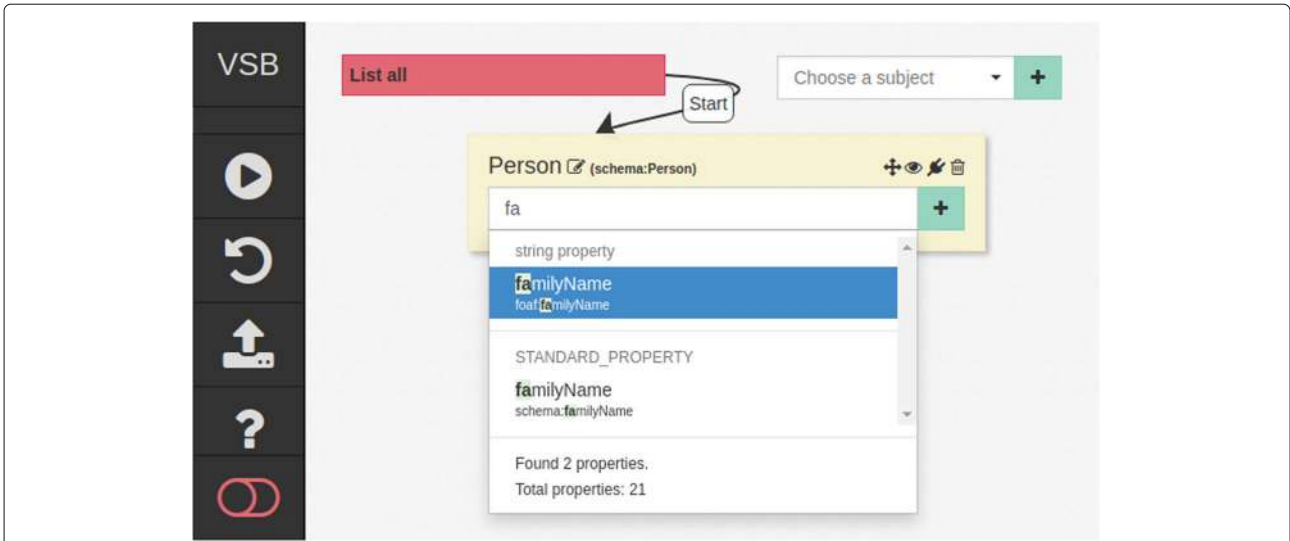 VSB
List all
Choose a subject
Start
Person (schema:Person)
fa
string property
familyName
foaf:familyName
STANDARD_PROPERTY
familyName
schema:familyName
Found 2 properties.
Total properties: 21